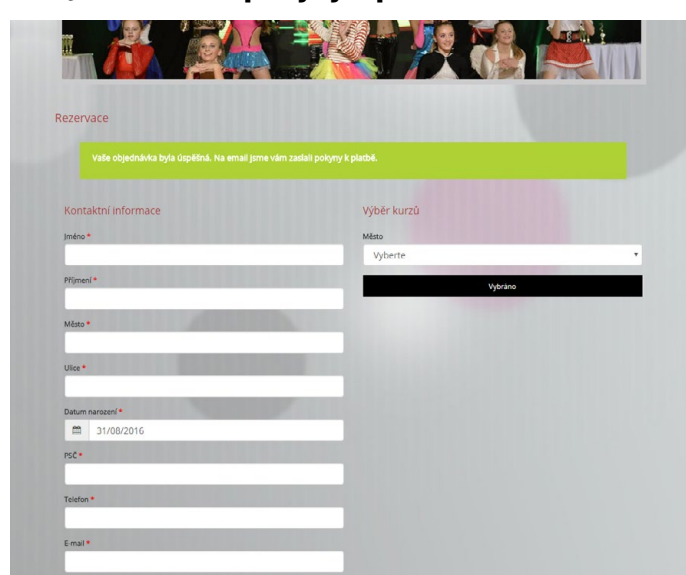 Rezervace
Vaše objednávka byla úspěšná. Na email jsme vám zaslali pokyny k platbě.
Kontaktní informace
Jméno *
Příjmení *
Město *
Ulice *
Datum narození *
31/08/2016
PSČ *
Telefon *
E-mail *
Výběr kurzů
Město
Vyberte
Vybráno